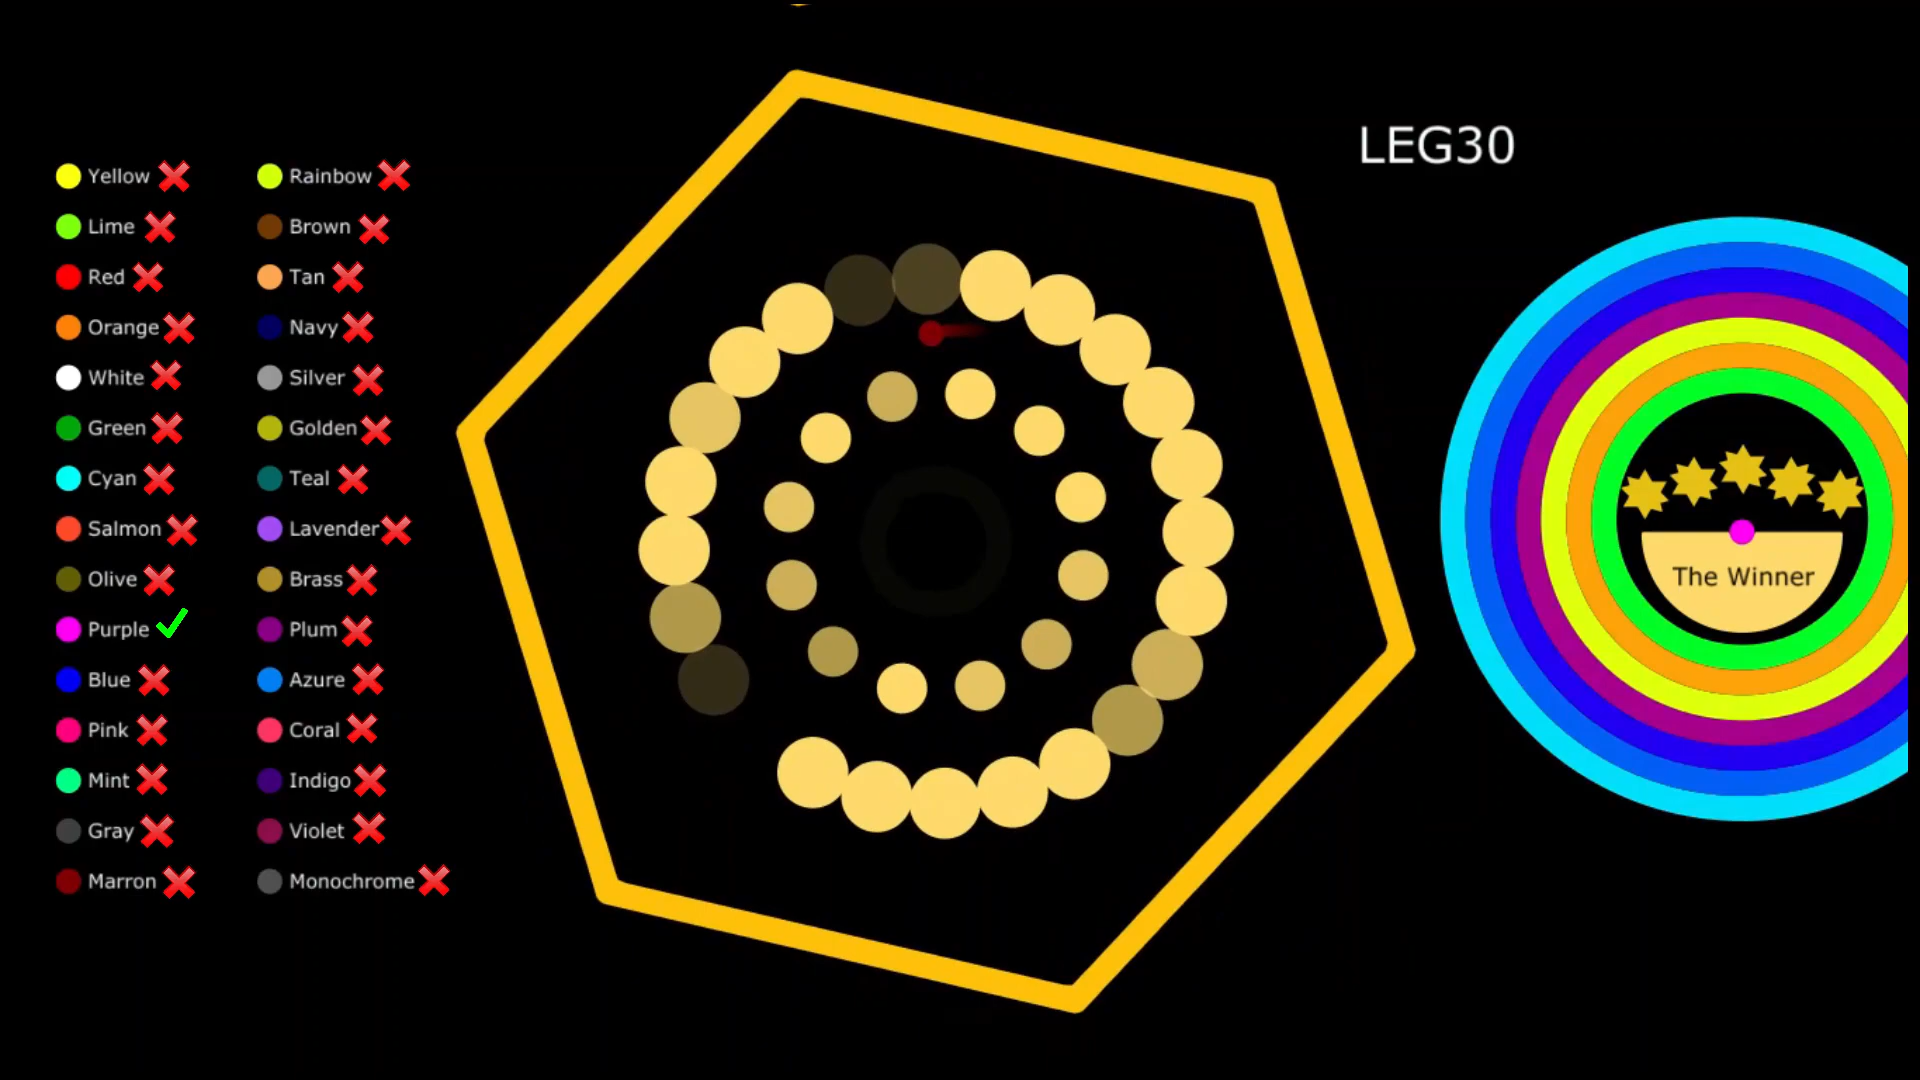 LEG30
Yellow
Lime
Red
Orange
White
Green
Cyan
Salmon
Olive
Purple
Blue
Pink
Mint
Gray
Marron
Rainbow
Brown
Tan
Navy
Silver
Golden
Teal
Lavender
Brass
Plum
Azure
Coral
Indigo
Violet
Monochrome
The Winner